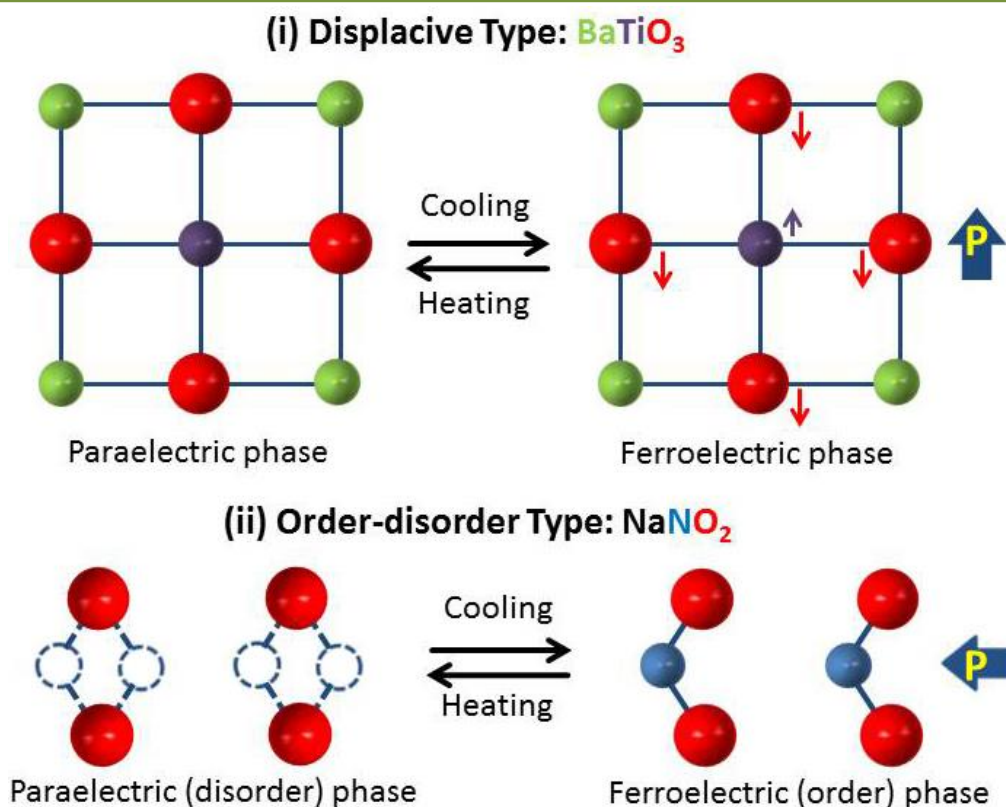 (i) Displacive Type: BaTiO₃
Cooling
Heating
P
Paraelectric phase
Ferroelectric phase
(ii) Order-disorder Type: NaNO₂
Cooling
Heating
P
Paraelectric (disorder) phase
Ferroelectric (order) phase